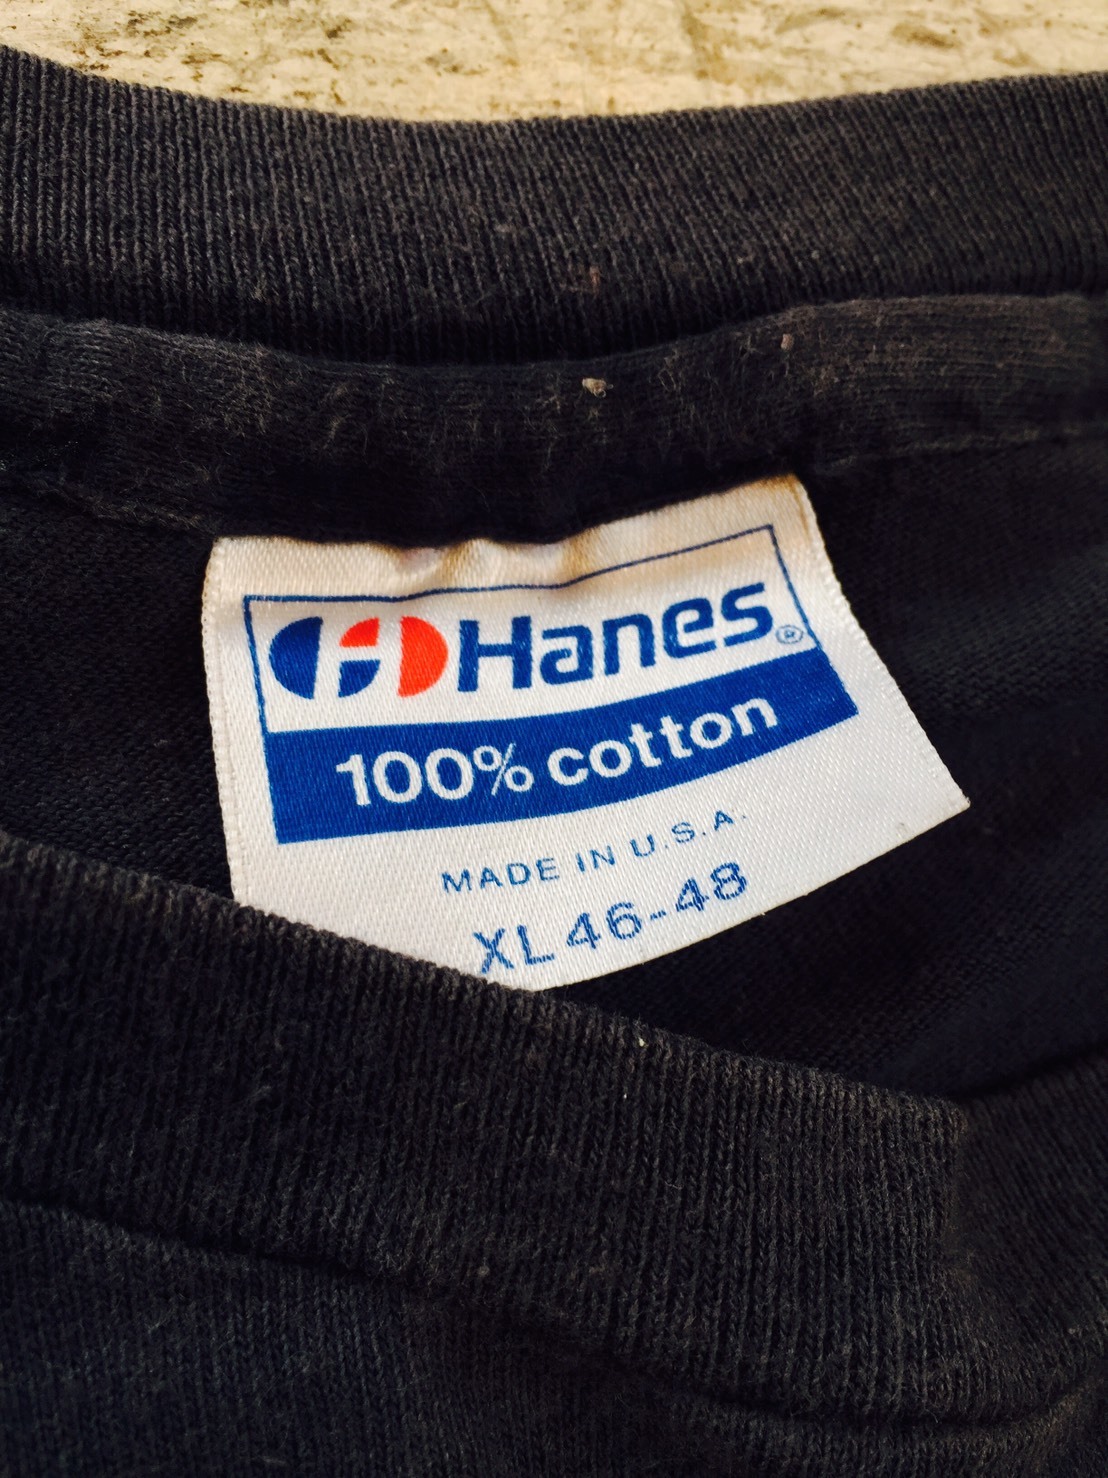 Hanes®
100% cotton
MADE IN U.S.A.
XL 46-48